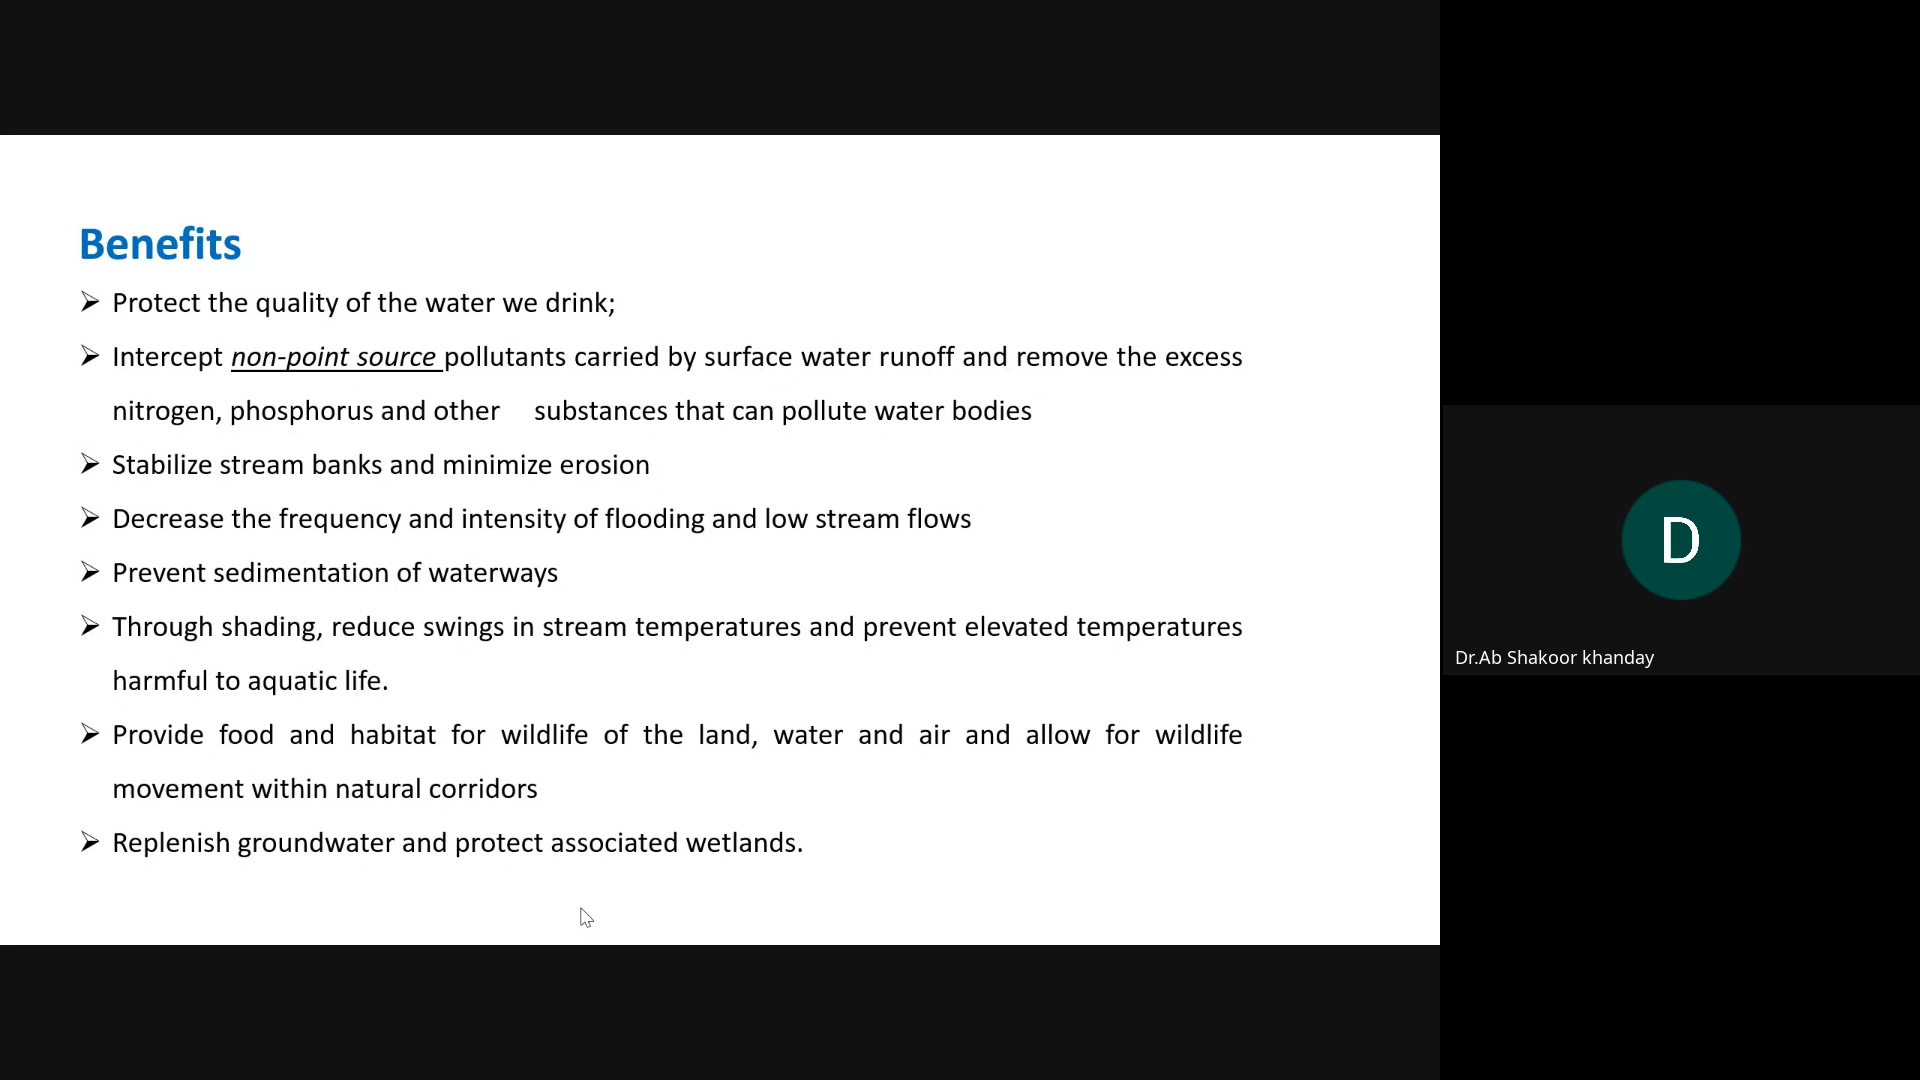 Benefits
Protect the quality of the water we drink;
Intercept non-point source pollutants carried by surface water runoff and remove the excess
nitrogen, phosphorus and other substances that can pollute water bodies
Stabilize stream banks and minimize erosion
Decrease the frequency and intensity of flooding and low stream flows
Prevent sedimentation of waterways
Through shading, reduce swings in stream temperatures and prevent elevated temperatures
harmful to aquatic life.
Provide food and habitat for wildlife of the land, water and air and allow for wildlife
movement within natural corridors
Replenish groundwater and protect associated wetlands.
D
Dr.Ab Shakoor khanday